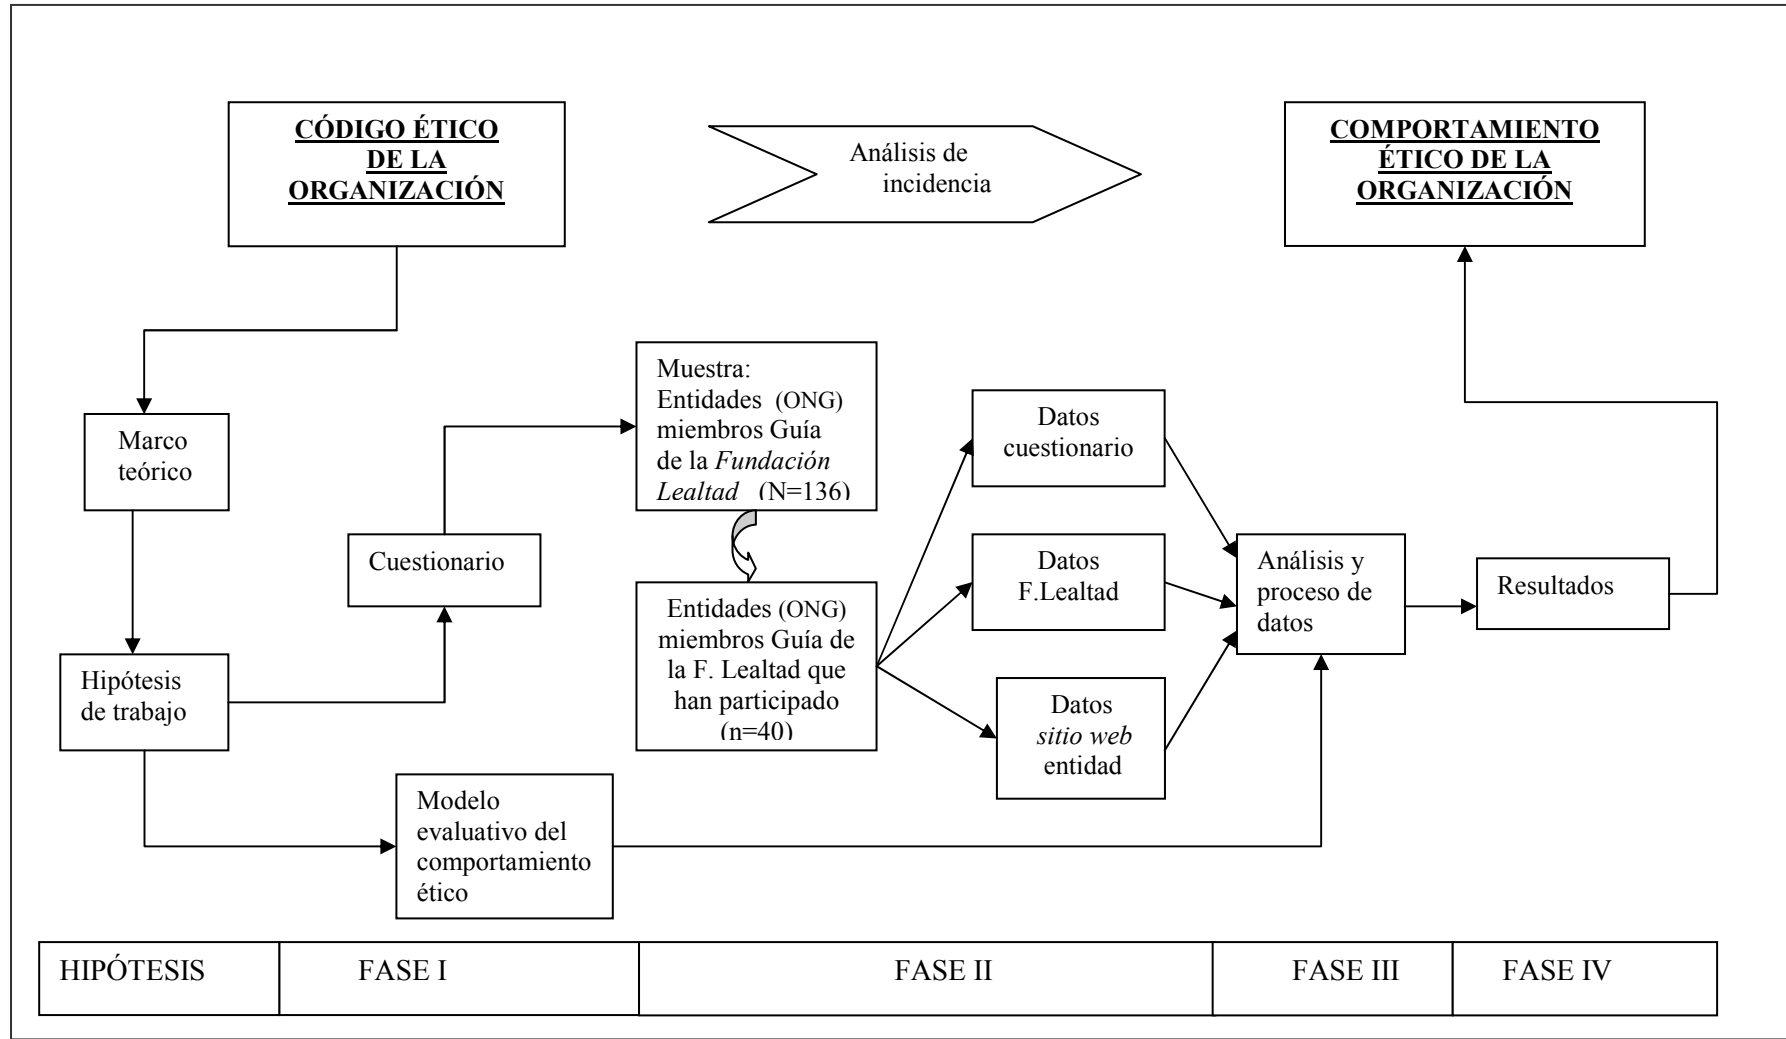 CÓDIGO ÉTICO
DE LA
ORGANIZACIÓN
Análisis de
incidencia
COMPORTAMIENTO
ÉTICO DE LA
ORGANIZACIÓN
Marco
teórico
Hipótesis
de trabajo
Cuestionario
Modelo
evaluativo del
comportamiento
ético
Muestra:
Entidades (ONG)
miembros Guía
de la Fundación
Lealtad (N=136)
Entidades (ONG)
miembros Guía de
la F. Lealtad que
han participado
(n=40)
Datos
cuestionario
Datos
F.Lealtad
Datos
sitio web
entidad
Análisis y
proceso de
datos
Resultados
HIPÓTESIS
FASE I
FASE II
FASE III
FASE IV